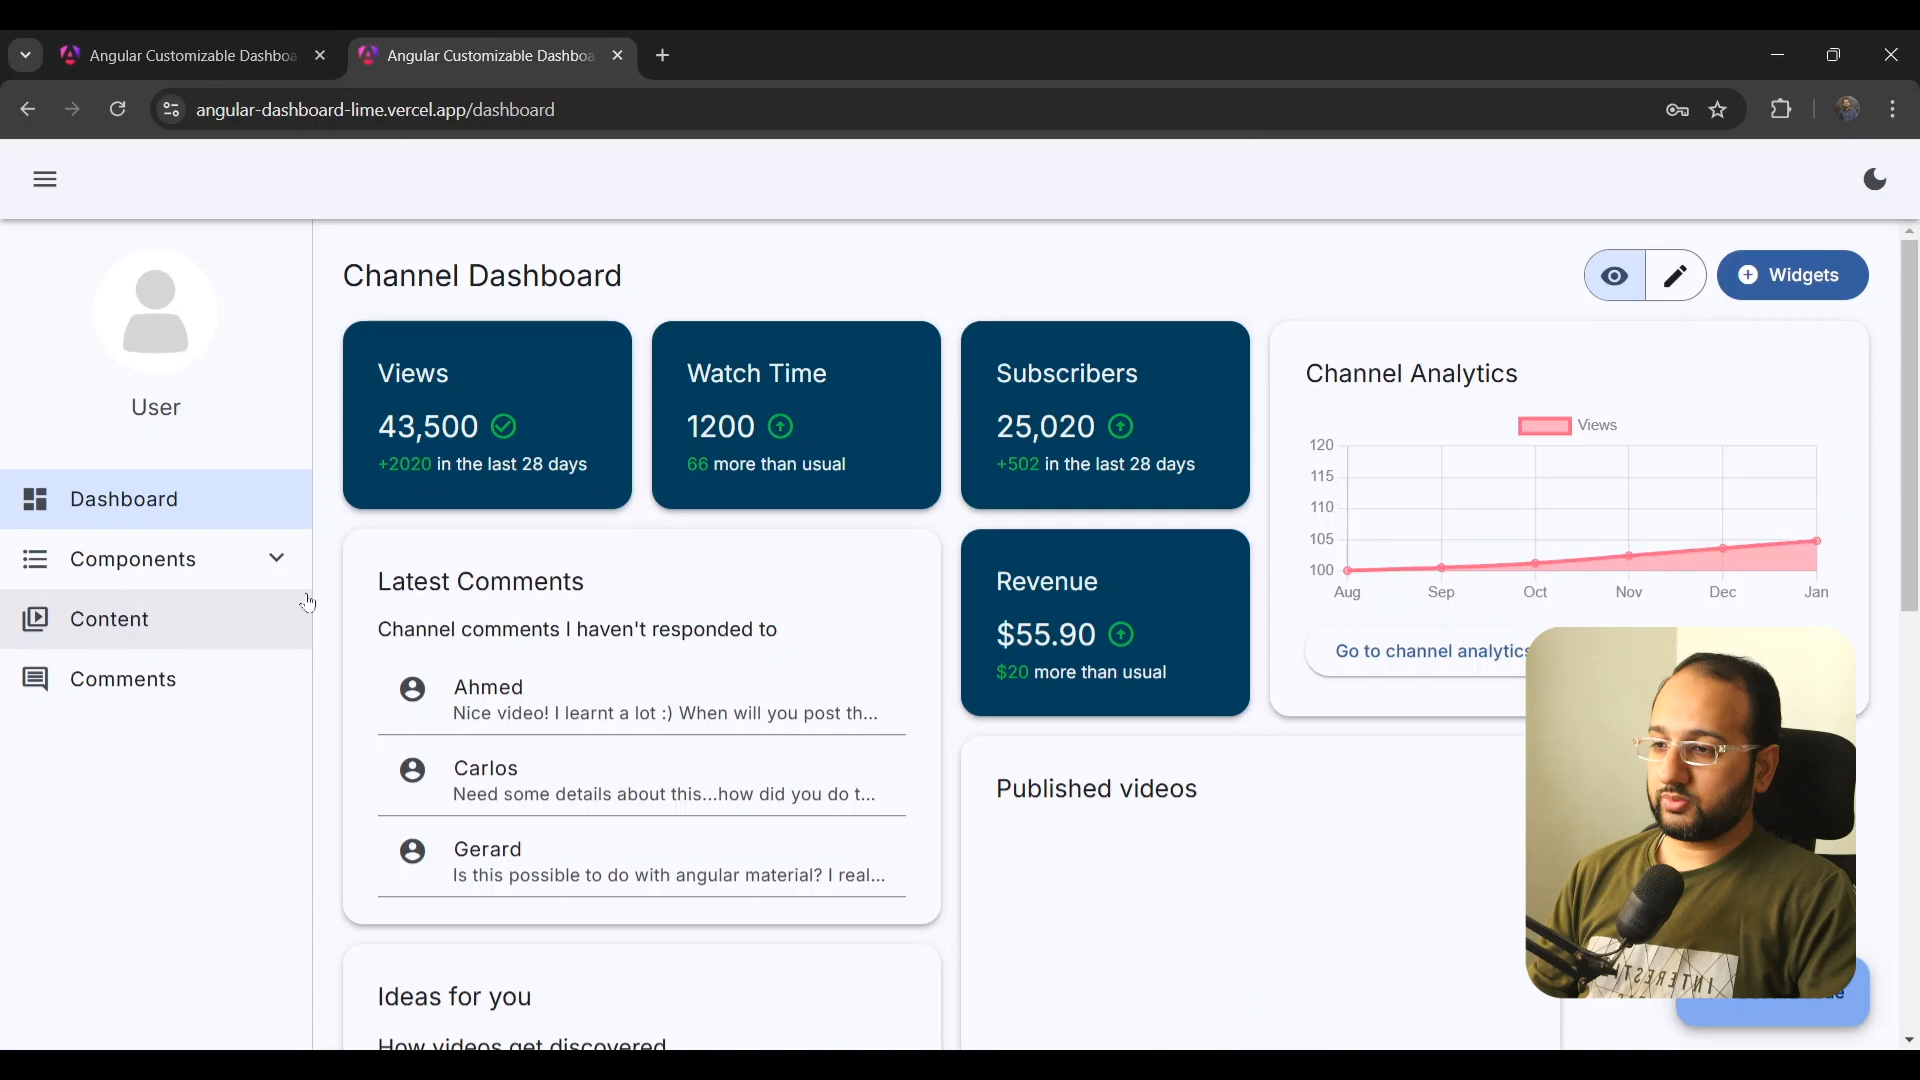 Angular Customizable Dashboa
Angular Customizable Dashboa
angular-dashboard-lime.vercel.app/dashboard
Channel Dashboard
Widgets
User
Dashboard
Components
Content
Comments
Views
43,500
+2020 in the last 28 days
Watch Time
1200
66 more than usual
Subscribers
25,020
+502 in the last 28 days
Channel Analytics
Views
120
115
110
105
100
Aug Sep Oct Nov Dec Jan
Go to channel analytics
Latest Comments
Channel comments I haven't responded to
Ahmed
Nice video! I learnt a lot :) When will you post th...
Carlos
Need some details about this...how did you do t...
Gerard
Is this possible to do with angular material? I real...
Revenue
$55.90
$20 more than usual
Published videos
Ideas for you
How videos get discovered